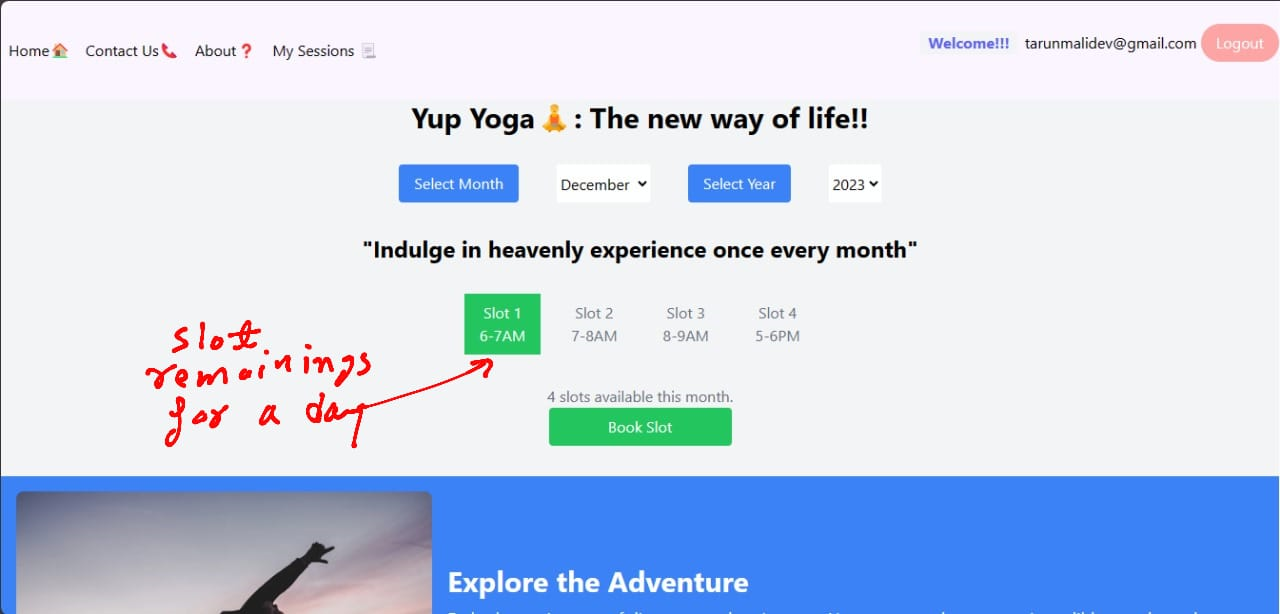 Home🏠 Contact Us📞 About❓ My Sessions 📃
Welcome!!! tarunmalidev@gmail.com Logout
Yup Yoga🧘: The new way of life!!
Select Month December Select Year 2023
"Indulge in heavenly experience once every month"
Slot 1 Slot 2 Slot 3 Slot 4
6-7AM 7-8AM 8-9AM 5-6PM
slot
remainings
for a day
4 slots available this month.
Book Slot
Explore the Adventure